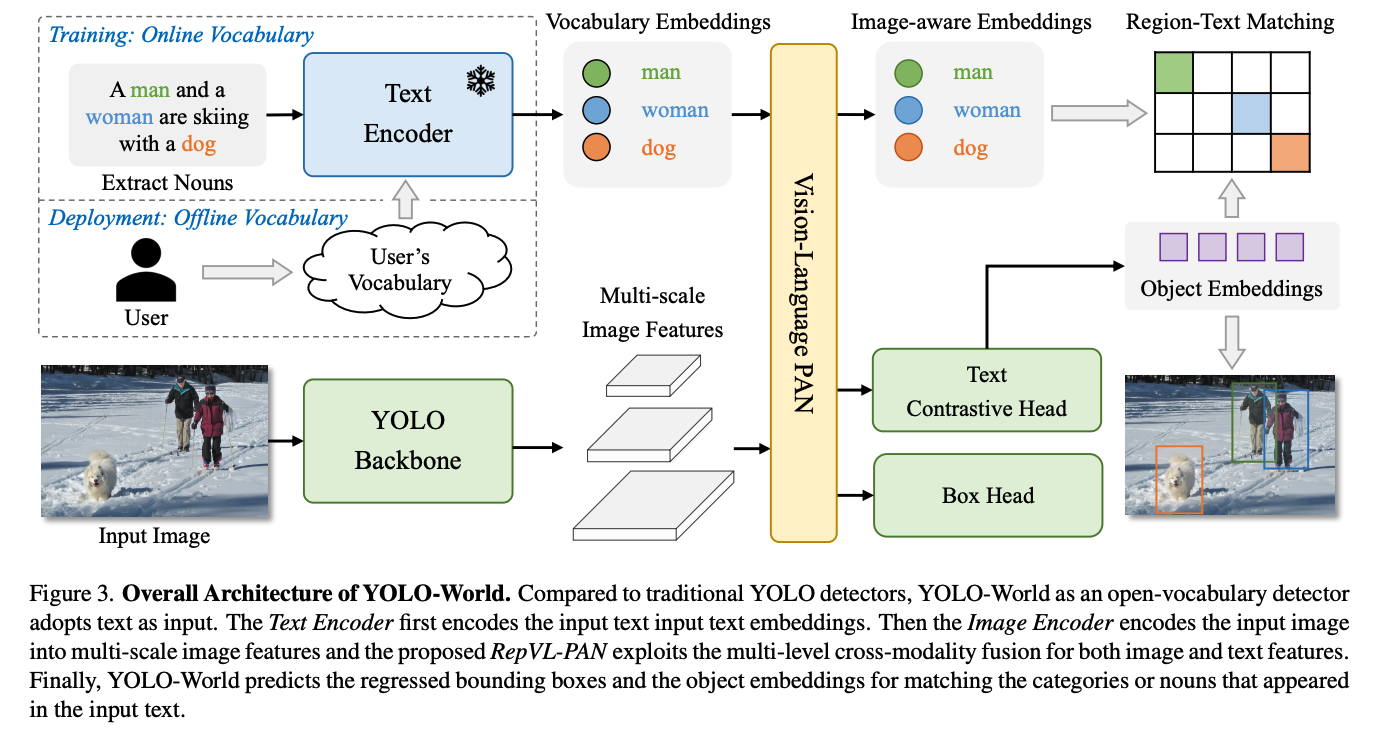 Training: Online Vocabulary
A man and a
woman are skiing
with a dog
Extract Nouns
Text
Encoder
Deployment: Offline Vocabulary
User
User's
Vocabulary
Vocabulary Embeddings
man
woman
dog
Image-aware Embeddings
man
woman
dog
Region-Text Matching
Input Image
YOLO
Backbone
Multi-scale
Image Features
Vision-Language PAN
Text
Contrastive Head
Box Head
Object Embeddings
Figure 3. Overall Architecture of YOLO-World. Compared to traditional YOLO detectors, YOLO-World as an open-vocabulary detector
adopts text as input. The Text Encoder first encodes the input text input text embeddings. Then the Image Encoder encodes the input image
into multi-scale image features and the proposed RepVL-PAN exploits the multi-level cross-modality fusion for both image and text features.
Finally, YOLO-World predicts the regressed bounding boxes and the object embeddings for matching the categories or nouns that appeared
in the input text.